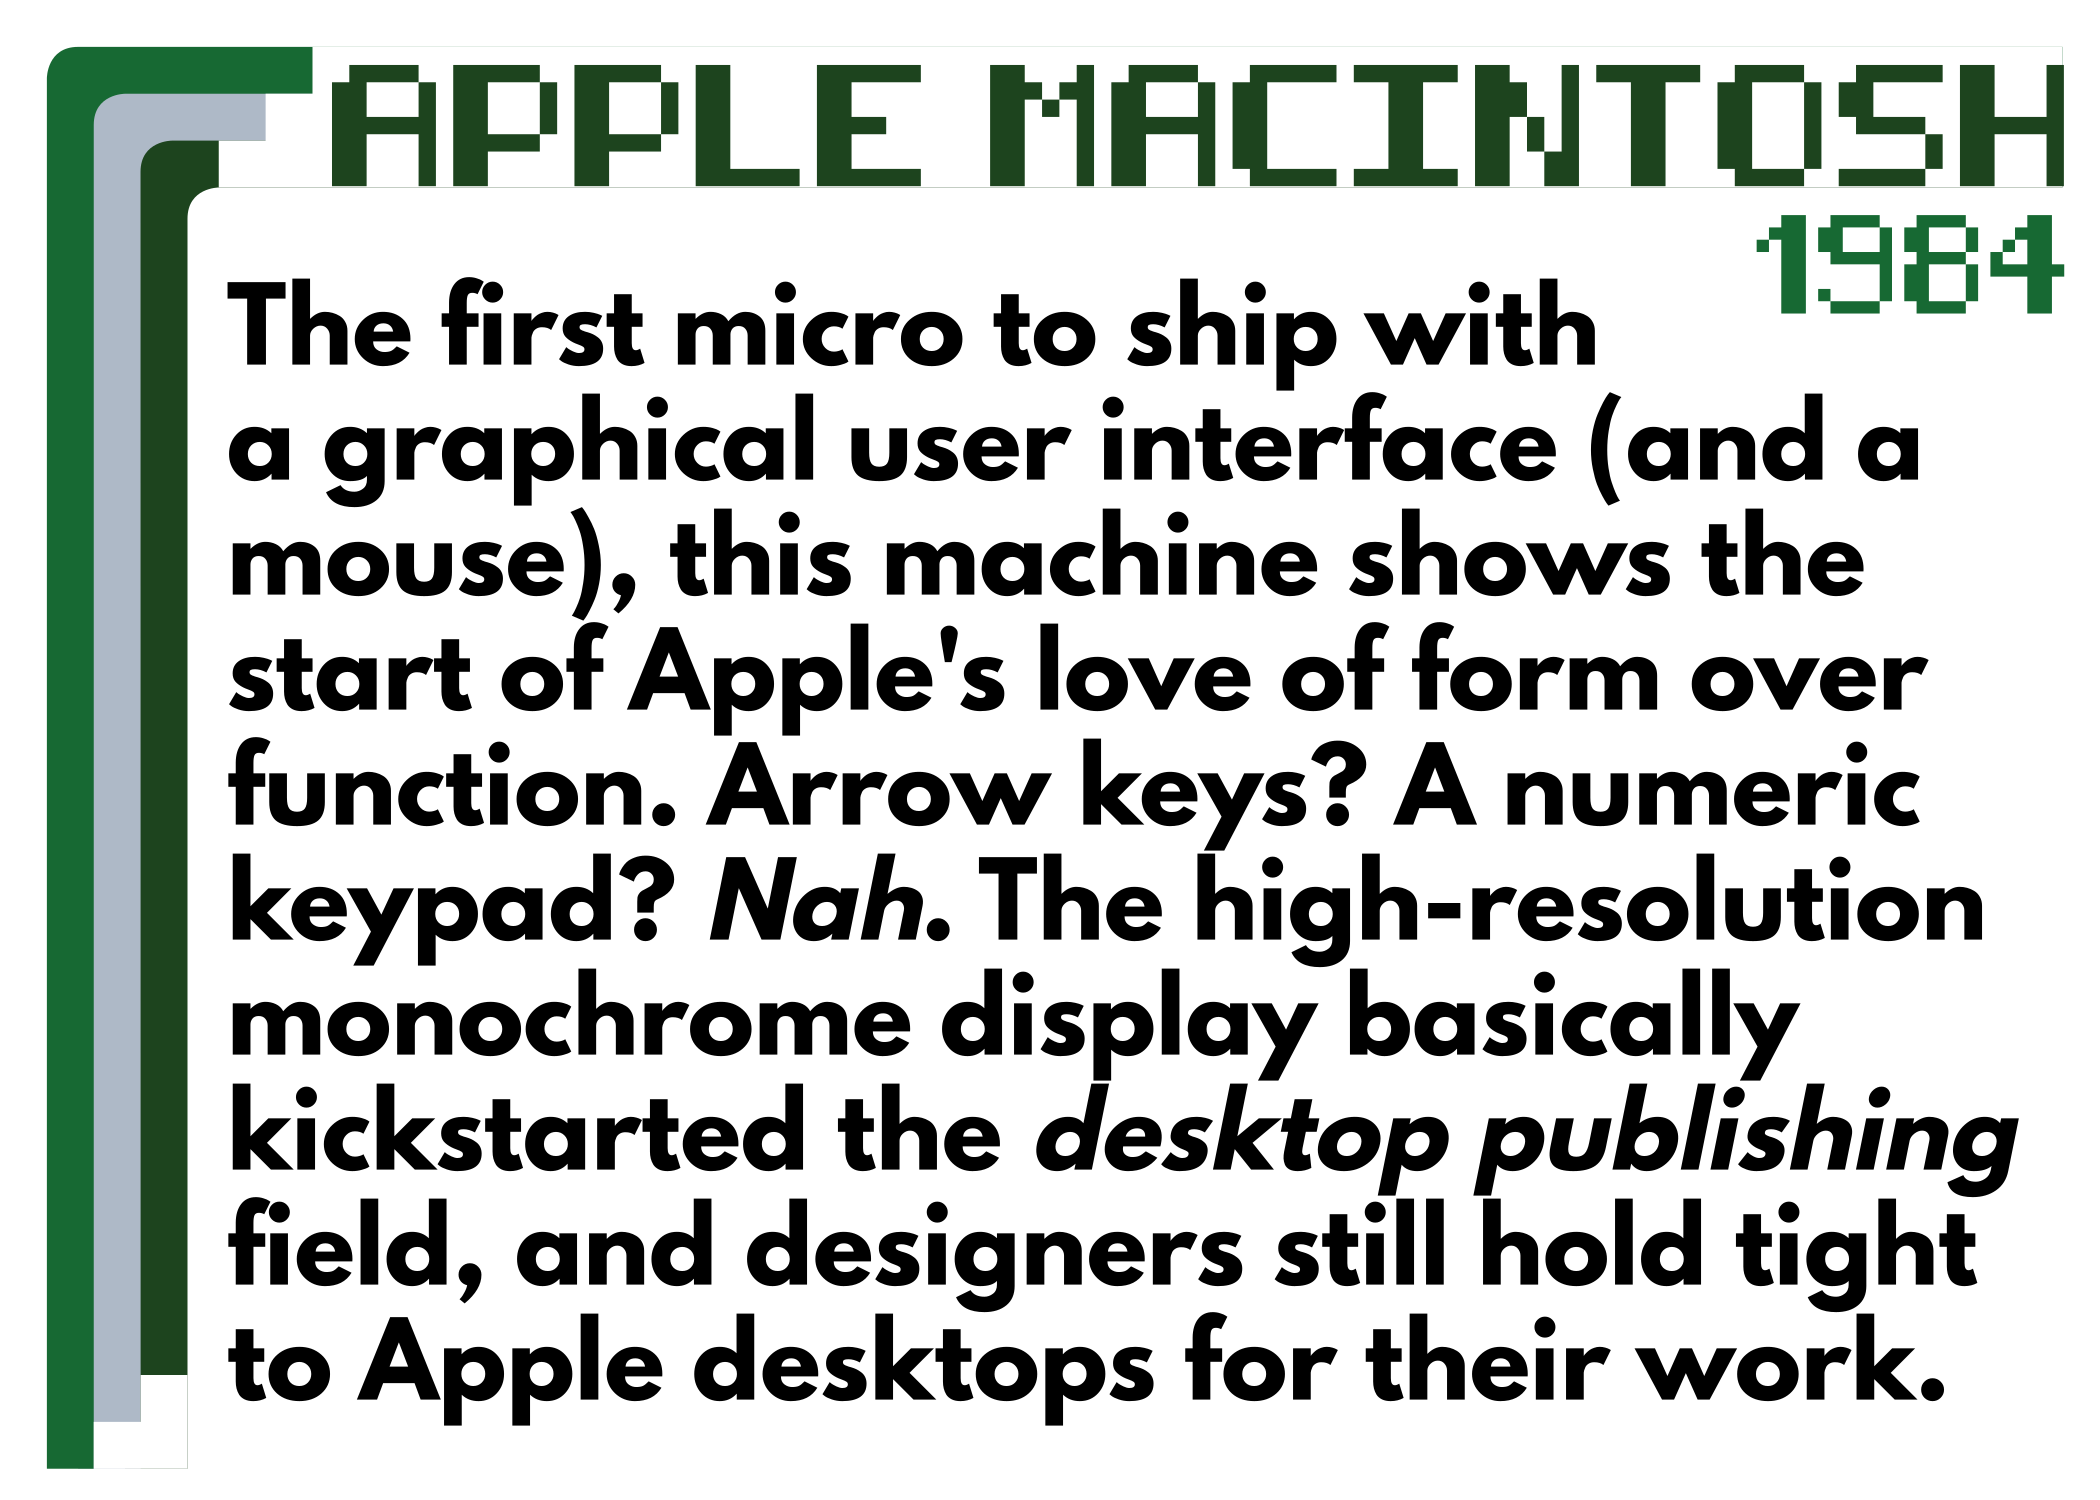 APPLE MACINTOSH
1984
The first micro to ship with
a graphical user interface (and a
mouse), this machine shows the
start of Apple's love of form over
function. Arrow keys? A numeric
keypad? Nah. The high-resolution
monochrome display basically
kickstarted the desktop publishing
field, and designers still hold tight
to Apple desktops for their work.